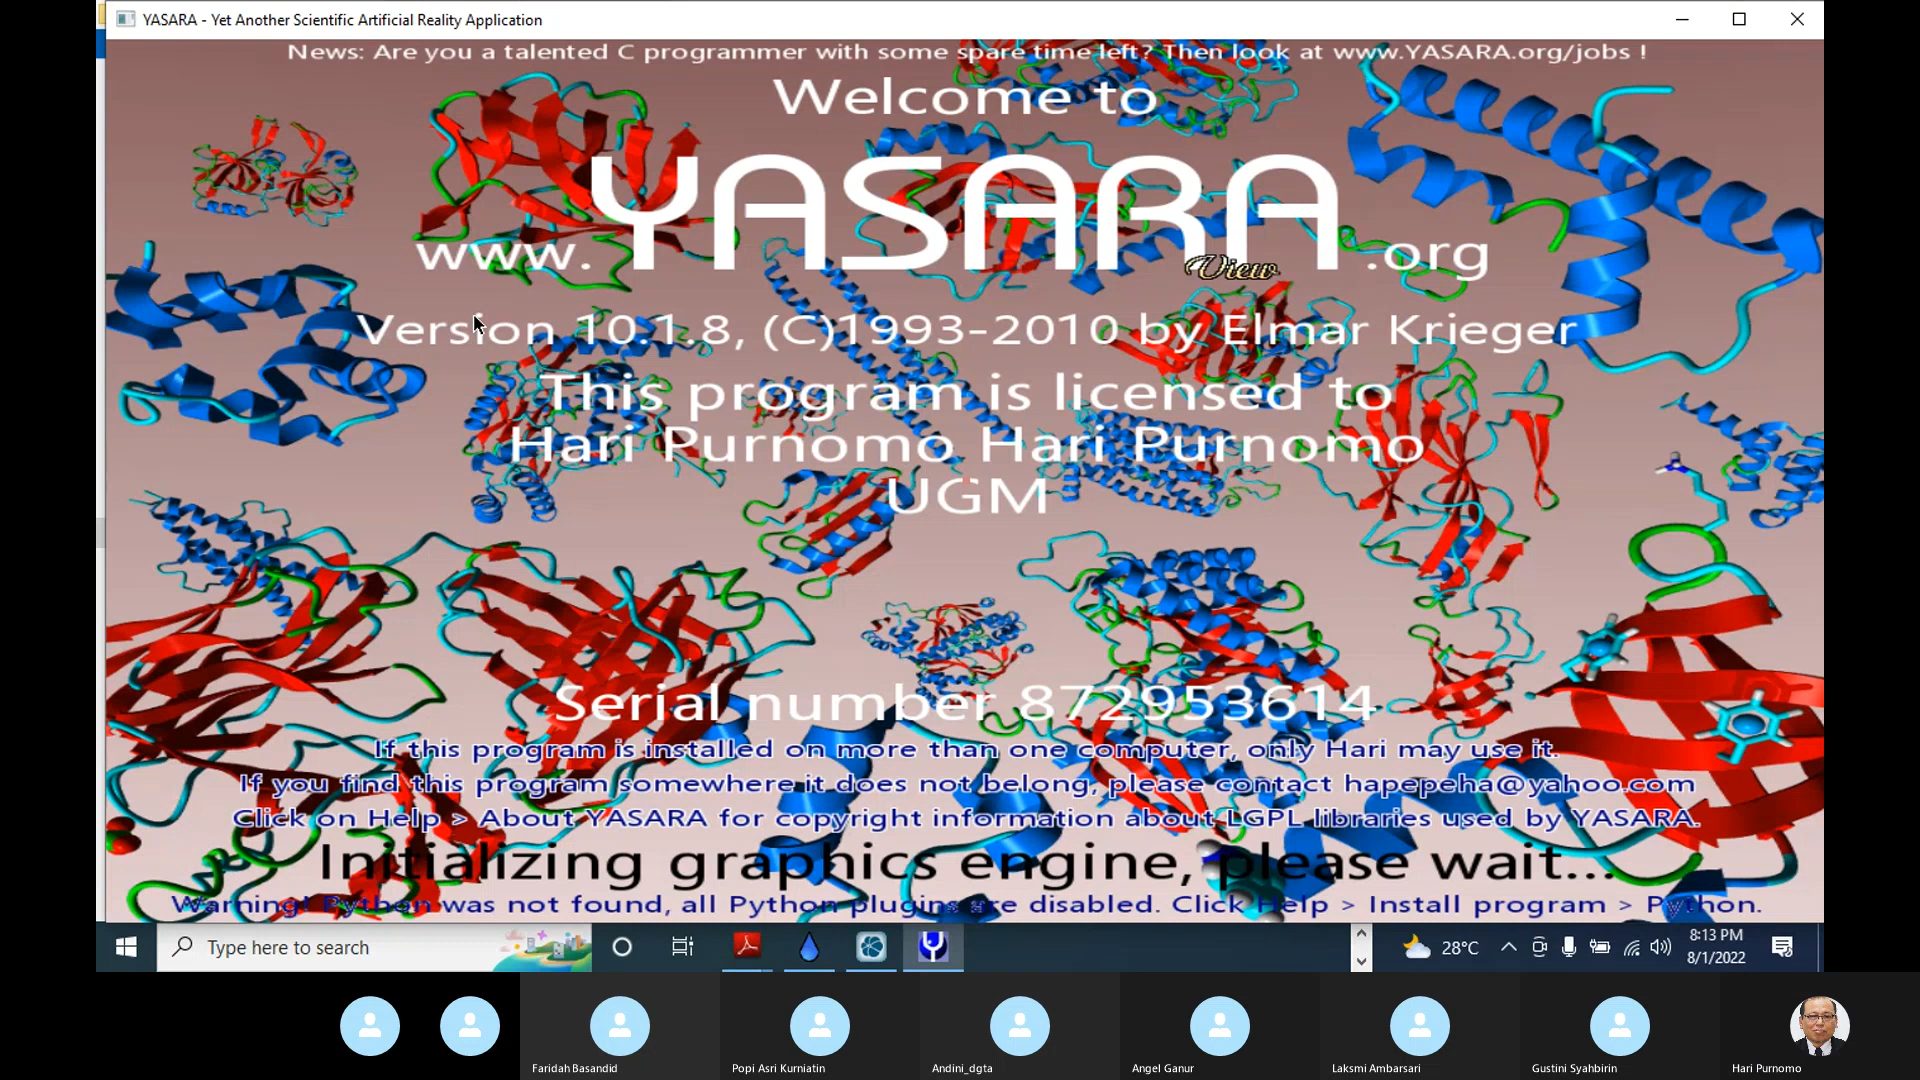 YASARA - Yet Another Scientific Artificial Reality Application
News: Are you a talented C programmer with some spare time left? Then look at www.YASARA.org/jobs !
Welcome to
www.YASARA.org
View
Version 10.1.8, (C)1993-2010 by Elmar Krieger
This program is licensed to
Hari Purnomo Hari Purnomo
UGM
Serial number 872953614
If this program is installed on more than one computer, only Hari may use it.
If you find this program somewhere it does not belong, please contact hapepeha@yahoo.com
Click on Help > About YASARA for copyright information about LGPL libraries used by YASARA.
Initializing graphics engine, please wait...
Warning! Python was not found, all Python plugins are disabled. Click Help > Install program > Python.
Type here to search
28°C
8:13 PM
8/1/2022
Faridah Basandid
Popi Asri Kurniatin
Andini_dgta
Angel Ganur
Laksmi Ambarsari
Gustini Syahbirin
Hari Purnomo